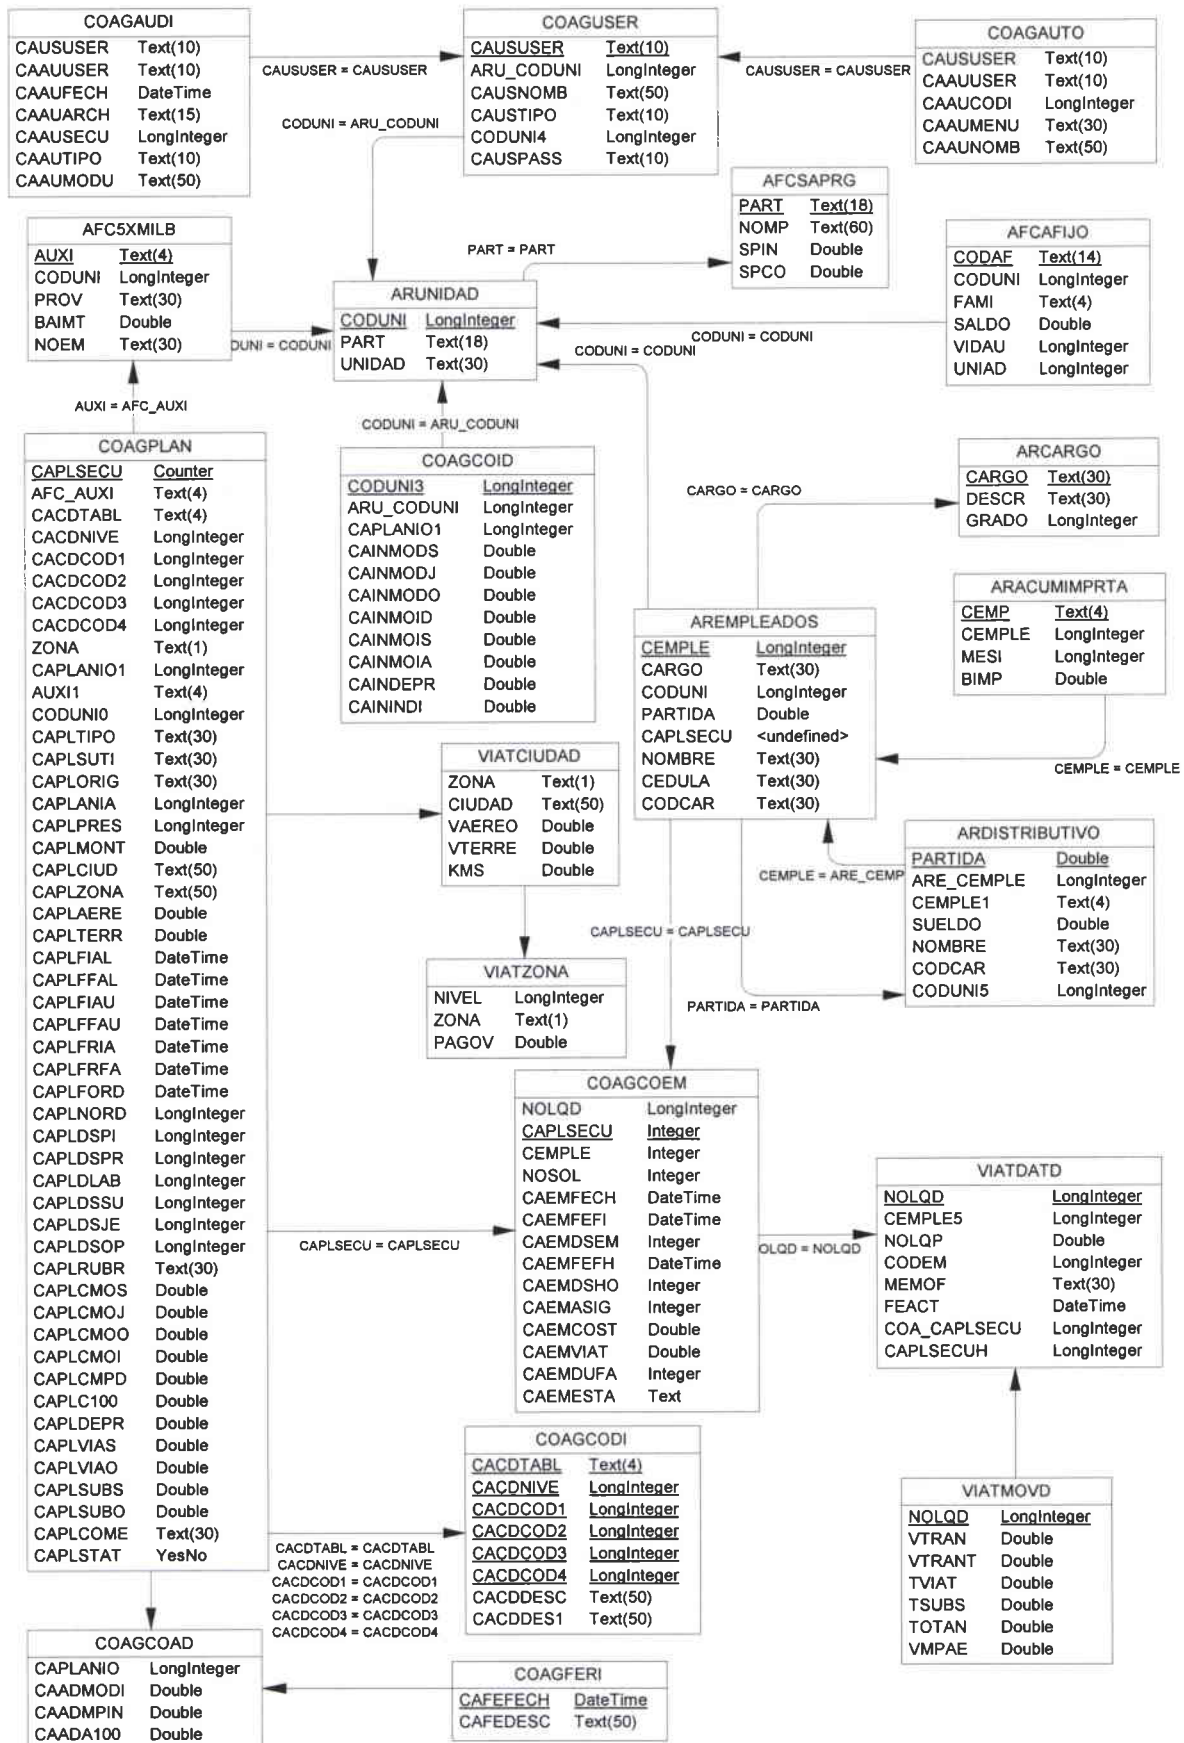 COAGAUDI
CAUSUSER Text(10)
CAAUUSER Text(10)
CAAUFECH DateTime
CAAUARCH Text(15)
CAAUSECU LongInteger
CAAUTIPO Text(10)
CAAUMODU Text(50)
CAUSUSER = CAUSUSER
COAGUSER
CAUSUSER Text(10)
ARU_CODUNI LongInteger
CAUSNOMB Text(50)
CAUSTIPO Text(10)
CODUNI4 LongInteger
CAUSPASS Text(10)
CAUSUSER = CAUSUSER
COAGAUTO
CAUSUSER Text(10)
CAAUUSER Text(10)
CAAUCODI LongInteger
CAAUMENU Text(30)
CAAUNOMB Text(50)
CODUNI = ARU_CODUNI
AFCSAPRG
PART Text(18)
NOMP Text(60)
SPIN Double
SPCO Double
PART = PART
AFC5XMILB
AUXI Text(4)
CODUNI LongInteger
PROV Text(30)
BAIMT Double
NOEM Text(30)
DUNI = CODUNI
ARUNIDAD
CODUNI LongInteger
PART Text(18)
UNIDAD Text(30)
AFCAFIJO
CODAF Text(14)
CODUNI LongInteger
FAMI Text(4)
SALDO Double
VIDAU LongInteger
UNIAD LongInteger
CODUNI = CODUNI
CODUNI = CODUNI
AUXI = AFC_AUXI
CODUNI = ARU_CODUNI
COAGPLAN
CAPLSECU Counter
AFC_AUXI Text(4)
CACDTABL Text(4)
CACDNIVE LongInteger
CACDCOD1 LongInteger
CACDCOD2 LongInteger
CACDCOD3 LongInteger
CACDCOD4 LongInteger
ZONA Text(1)
CAPLANIO1 LongInteger
AUXI1 Text(4)
CODUNI0 LongInteger
CAPLTIPO Text(30)
CAPLSUTI Text(30)
CAPLORIG Text(30)
CAPLANIA LongInteger
CAPLPRES LongInteger
CAPLMONT Double
CAPLCIUD Text(50)
CAPLZONA Text(50)
CAPLAERE Double
CAPLTERR Double
CAPLFIAL DateTime
CAPLFFAL DateTime
CAPLFIAU DateTime
CAPLFFAU DateTime
CAPLFRIA DateTime
CAPLFRFA DateTime
CAPLFORD DateTime
CAPLNORD LongInteger
CAPLDSPI LongInteger
CAPLDSPR LongInteger
CAPLDLAB LongInteger
CAPLDSSU LongInteger
CAPLDSJE LongInteger
CAPLDSOP LongInteger
CAPLRUBR Text(30)
CAPLCMOS Double
CAPLCMOJ Double
CAPLCMOO Double
CAPLCMOI Double
CAPLCMPD Double
CAPLC100 Double
CAPLDEPR Double
CAPLVIAS Double
CAPLVIAO Double
CAPLSUBS Double
CAPLSUBO Double
CAPLCOME Text(30)
CAPLSTAT YesNo
COAGCOID
CODUNI3 LongInteger
ARU_CODUNI LongInteger
CAPLANIO1 LongInteger
CAINMODS Double
CAINMODJ Double
CAINMODO Double
CAINMOID Double
CAINMOIS Double
CAINMOIA Double
CAINDEPR Double
CAININDI Double
CARGO = CARGO
ARCARGO
CARGO Text(30)
DESCR Text(30)
GRADO LongInteger
ARACUMIMPRTA
CEMP Text(4)
CEMPLE LongInteger
MESI LongInteger
BIMP Double
CEMPLE = CEMPLE
AREMPLEADOS
CEMPLE LongInteger
CARGO Text(30)
CODUNI LongInteger
PARTIDA Double
CAPLSECU <undefined>
NOMBRE Text(30)
CEDULA Text(30)
CODCAR Text(30)
VIATCIUDAD
ZONA Text(1)
CIUDAD Text(50)
VAEREO Double
VTERRE Double
KMS Double
CEMPLE = ARE_CEMP
ARDISTRIBUTIVO
PARTIDA Double
ARE_CEMPLE LongInteger
CEMPLE1 Text(4)
SUELDO Double
NOMBRE Text(30)
CODCAR Text(30)
CODUNI5 LongInteger
CAPLSECU = CAPLSECU
PARTIDA = PARTIDA
VIATZONA
NIVEL LongInteger
ZONA Text(1)
PAGOV Double
COAGCOEM
NOLQD LongInteger
CAPLSECU Integer
CEMPLE Integer
NOSOL Integer
CAEMFECH DateTime
CAEMFEFI DateTime
CAEMDSEM Integer
CAEMFEFH DateTime
CAEMDSHO Integer
CAEMASIG Integer
CAEMCOST Double
CAEMVIAT Double
CAEMDUFA Integer
CAEMESTA Text
CAPLSECU = CAPLSECU
OLQD = NOLQD
VIATDATD
NOLQD LongInteger
CEMPLE5 LongInteger
NOLQP Double
CODEM LongInteger
MEMOF Text(30)
FEACT DateTime
COA_CAPLSECU LongInteger
CAPLSECUH LongInteger
COAGCODI
CACDTABL Text(4)
CACDNIVE LongInteger
CACDCOD1 LongInteger
CACDCOD2 LongInteger
CACDCOD3 LongInteger
CACDCOD4 LongInteger
CACDDESC Text(50)
CACDDES1 Text(50)
CACDTABL = CACDTABL
CACDNIVE = CACDNIVE
CACDCOD1 = CACDCOD1
CACDCOD2 = CACDCOD2
CACDCOD3 = CACDCOD3
CACDCOD4 = CACDCOD4
VIATMOVD
NOLQD LongInteger
VTRAN Double
VTRANT Double
TVIAT Double
TSUBS Double
TOTAN Double
VMPAE Double
COAGCOAD
CAPLANIO LongInteger
CAADMODI Double
CAADMPIN Double
CAADA100 Double
COAGFERI
CAFEFECH DateTime
CAFEDESC Text(50)